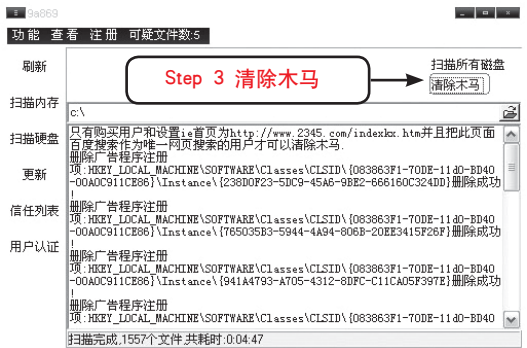 9a869
功能 查看 注册 可疑文件数:5
刷新
扫描内存
扫描硬盘
更新
信任列表
用户认证
Step 3 清除木马
扫描所有磁盘
清除木马
c:\
只有购买用户和设置ie首页为http://www.2345.com/indexkx.htm并且把此页面
百度搜索作为唯一网页搜索的用户才可以清除木马.
删除广告程序注册
项:HKEY_LOCAL_MACHINE\SOFTWARE\Classes\CLSID\{083863F1-70DE-11d0-BD40
-00A0C911CE86}\Instance\{238D0F23-5DC9-45A6-9BE2-666160C324DD}删除成功
!
删除广告程序注册
项:HKEY_LOCAL_MACHINE\SOFTWARE\Classes\CLSID\{083863F1-70DE-11d0-BD40
-00A0C911CE86}\Instance\{765035B3-5944-4A94-806B-20EE3415F26F}删除成功
!
删除广告程序注册
项:HKEY_LOCAL_MACHINE\SOFTWARE\Classes\CLSID\{083863F1-70DE-11d0-BD40
-00A0C911CE86}\Instance\{941A4793-A705-4312-8DFC-C11CA05F397E}删除成功
!
删除广告程序注册
项:HKEY_LOCAL_MACHINE\SOFTWARE\Classes\CLSID\{083863F1-70DE-11d0-BD40
扫描完成,1557个文件,共耗时:0:04:47